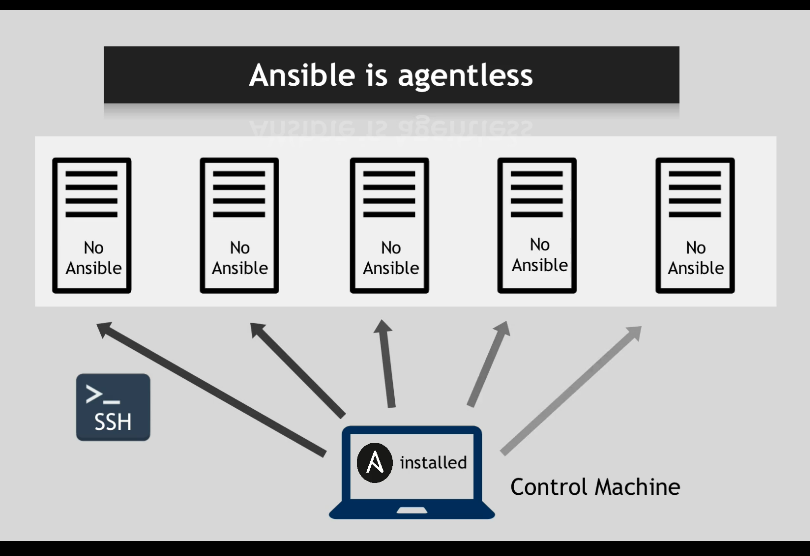 Ansible is agentless
No
Ansible
No
Ansible
No
Ansible
No
Ansible
No
Ansible
>_
SSH
A installed
Control Machine